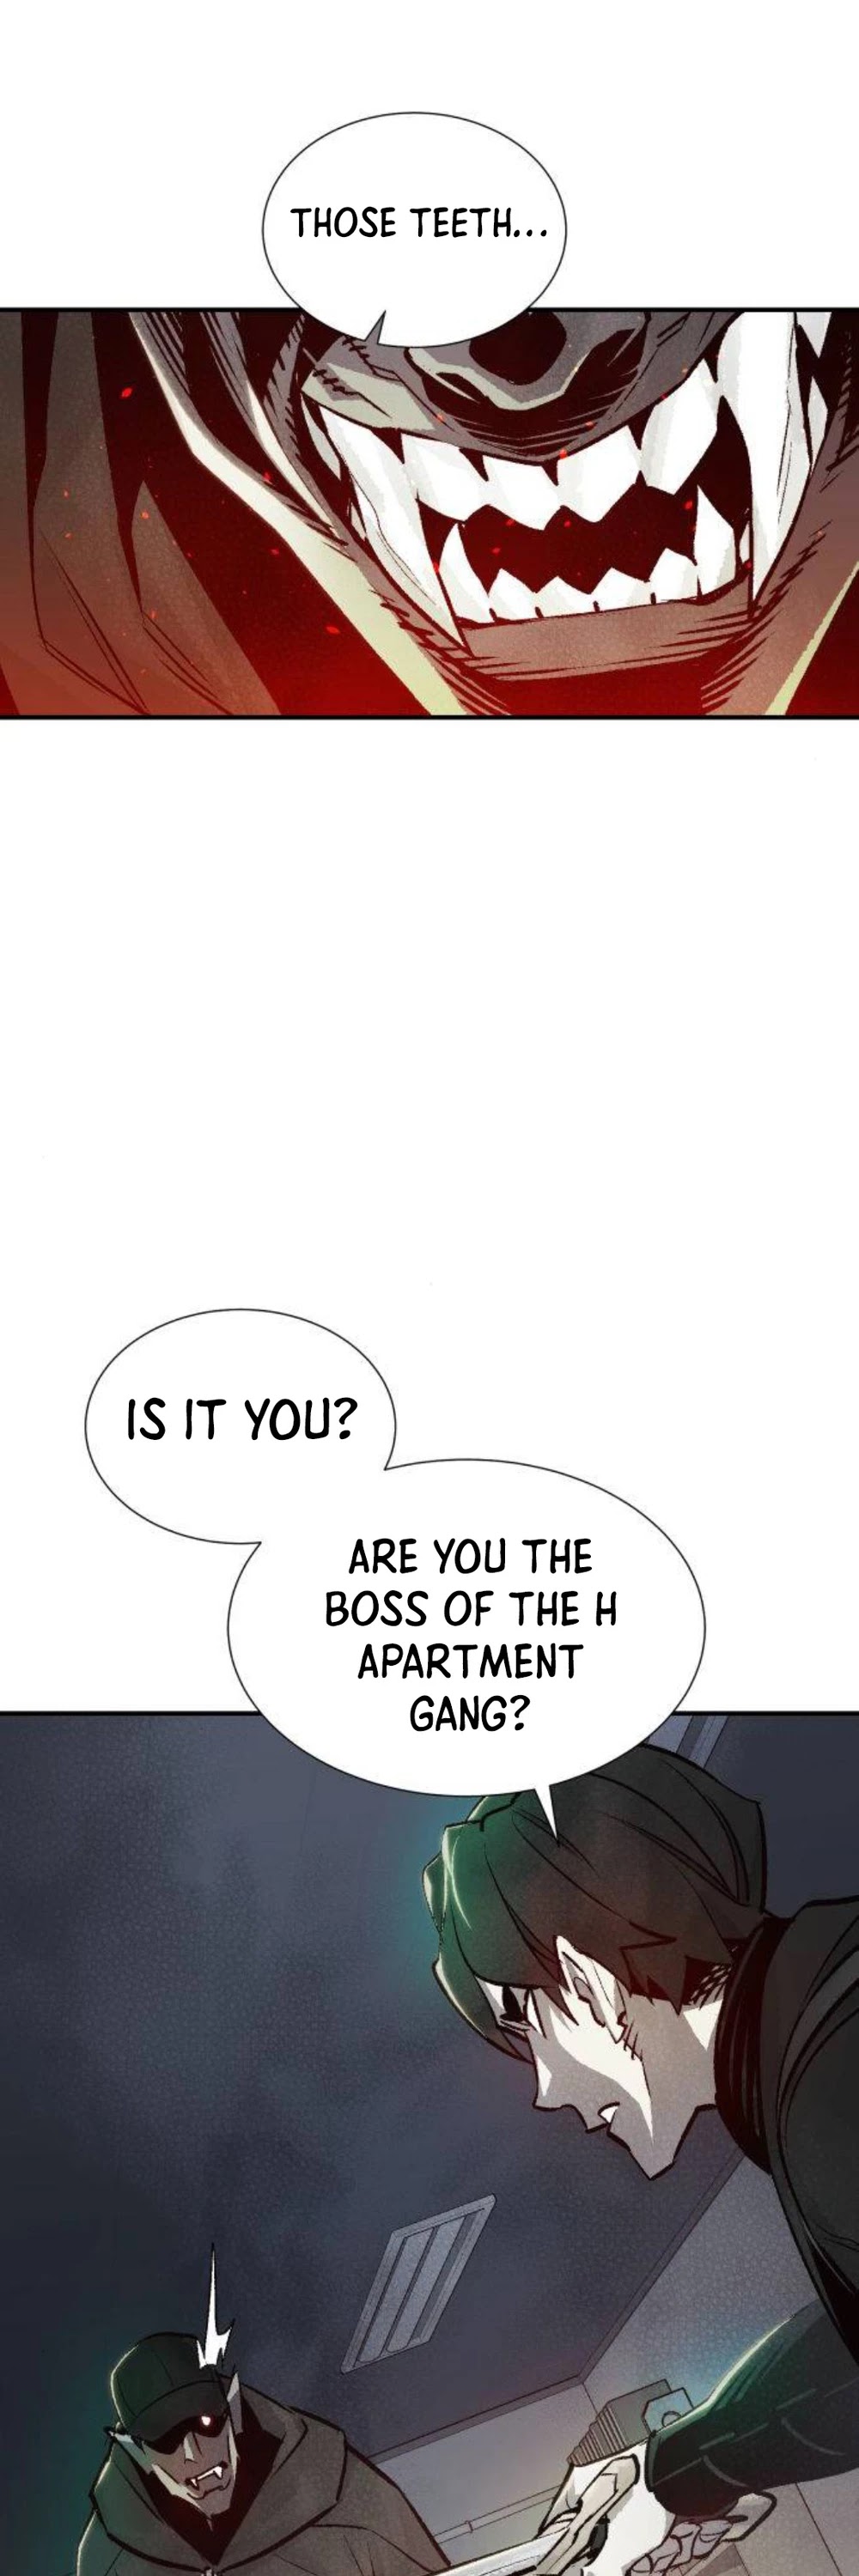 THOSE TEETH...
IS IT YOU?
ARE YOU THE
BOSS OF THE H
APARTMENT
GANG?